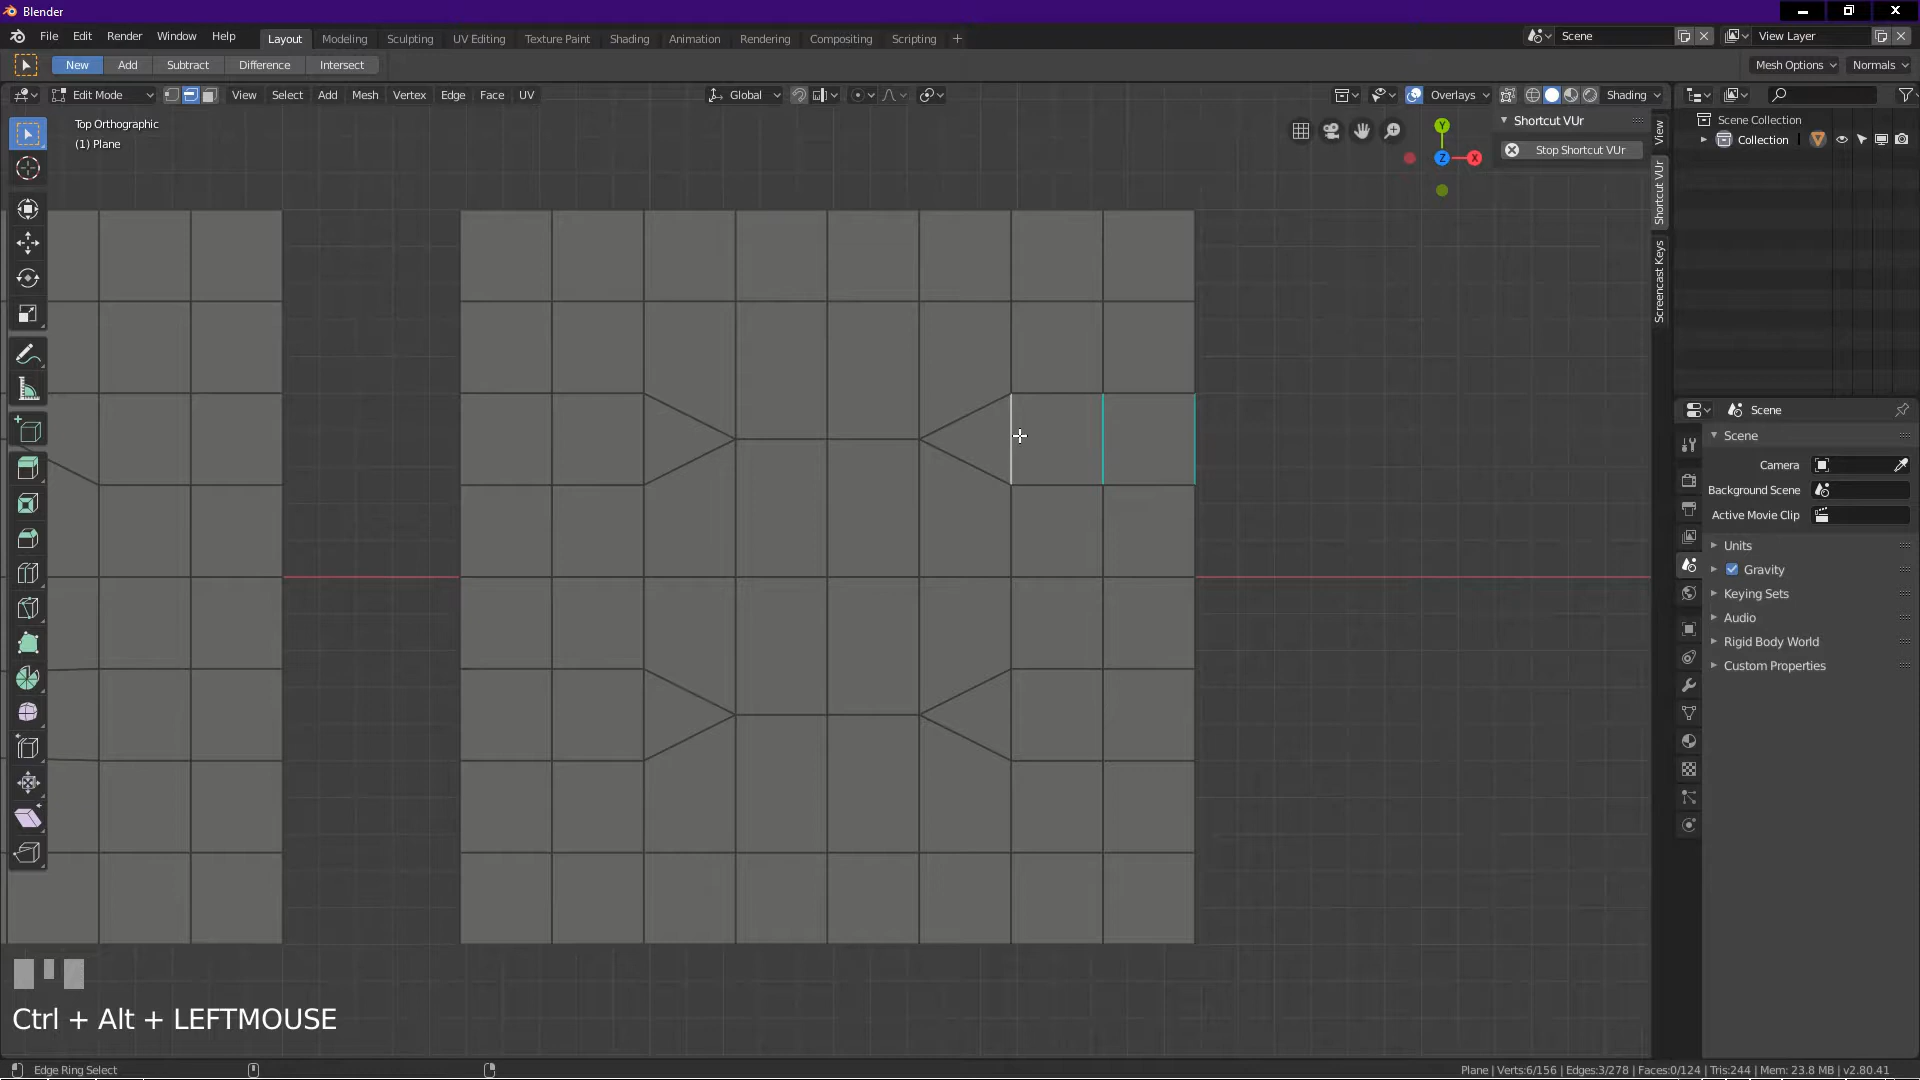 Blender
File Edit Render Window Help Layout Modeling Sculpting UV Editing Texture Paint Shading Animation Rendering Compositing Scripting + Scene View Layer
New Add Subtract Difference Intersect Mesh Options Normals
Edit Mode View Select Add Mesh Vertex Edge Face UV Global Overlays Shading
Top Orthographic
(1) Plane
Shortcut VUr
Stop Shortcut VUr
Y
Z
X
View
Shortcut VUr
Screencast Keys
Scene Collection
Collection
Scene
Scene
Camera
Background Scene
Active Movie Clip
Units
Gravity
Keying Sets
Audio
Rigid Body World
Custom Properties
Ctrl + Alt + LEFTMOUSE
Edge Ring Select
Plane | Verts:6/156 | Edges:3/278 | Faces:0/124 | Tris:244 | Mem: 23.8 MB | v2.80.41